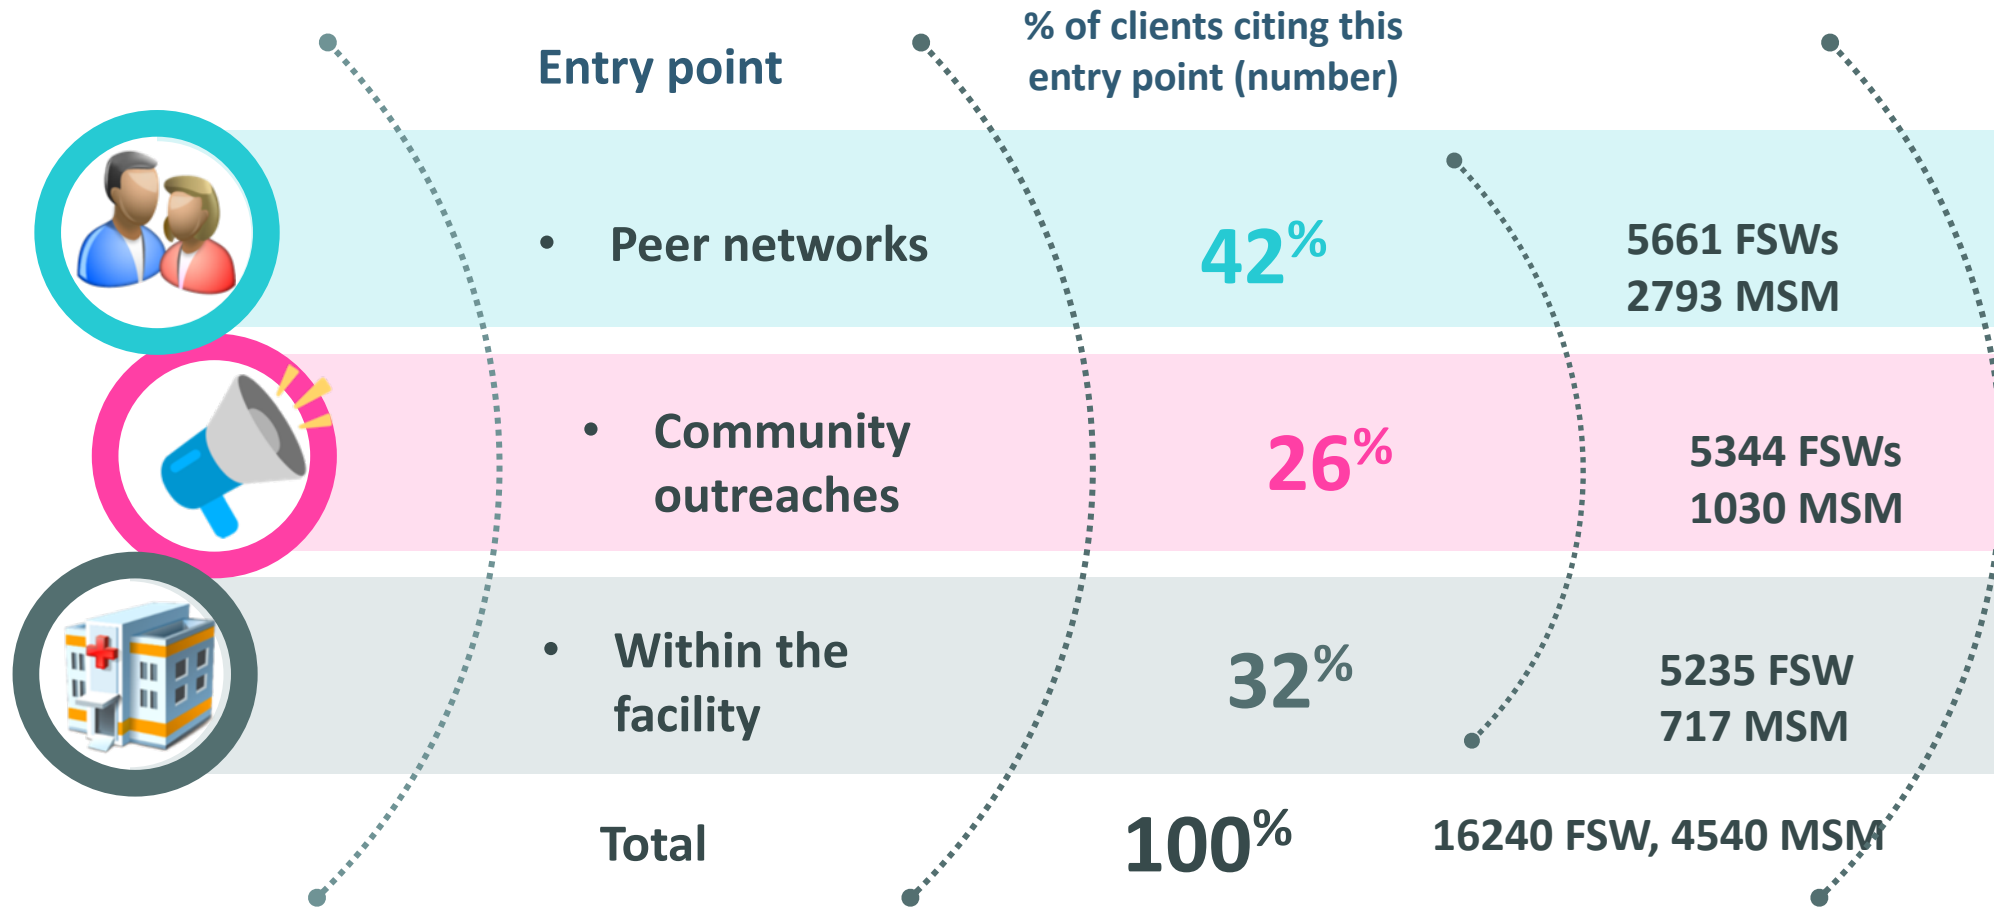 Entry point
% of clients citing this
entry point (number)
• Peer networks
42%
5661 FSWs
2793 MSM
• Community
outreaches
26%
5344 FSWs
1030 MSM
• Within the
facility
32%
5235 FSW
717 MSM
Total
100%
16240 FSW, 4540 MSM